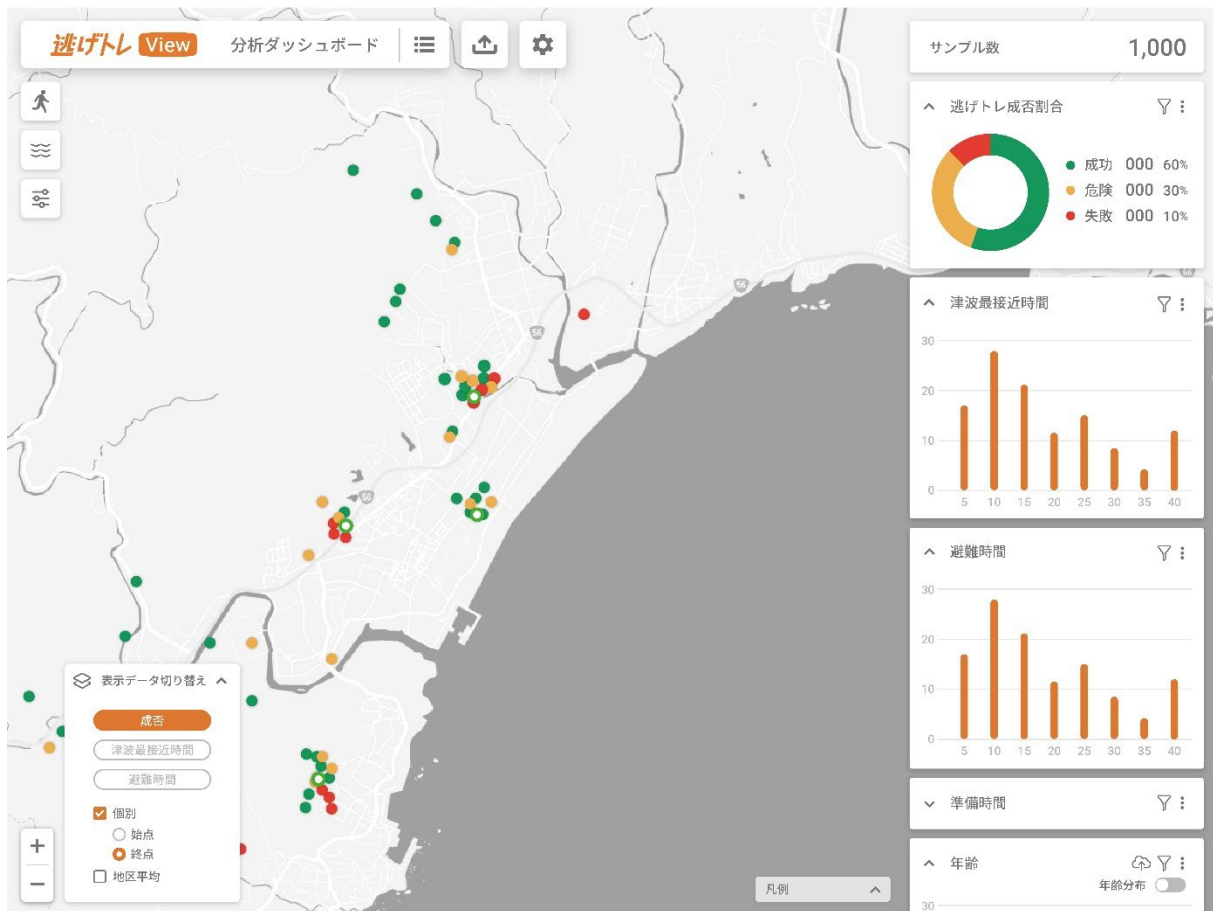 逃げトレ View 分析ダッシュボード
サンプル数 1,000
逃げトレ成否割合
成功 000 60%
危険 000 30%
失敗 000 10%
56
56
56
56
津波最接近時間
30
20
10
0
5 10 15 20 25 30 35 40
避難時間
30
20
10
0
5 10 15 20 25 30 35 40
準備時間
年齢
年齢分布
30
表示データ切り替え
成否
津波最接近時間
避難時間
個別
始点
終点
地区平均
+
−
凡例